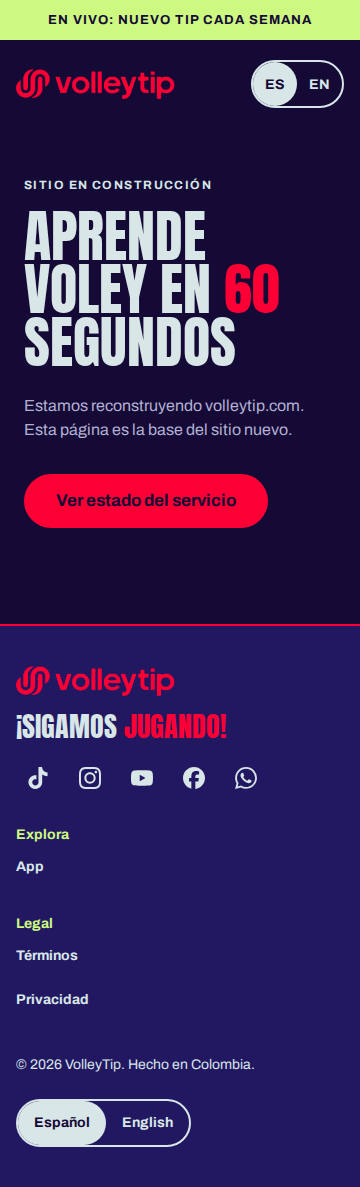 EN VIVO: NUEVO TIP CADA SEMANA
volleytip
ES EN
SITIO EN CONSTRUCCIÓN
APRENDE
VOLEY EN 60
SEGUNDOS
Estamos reconstruyendo volleytip.com.
Esta página es la base del sitio nuevo.
Ver estado del servicio
volleytip
¡SIGAMOS JUGANDO!
Explora
App
Legal
Términos
Privacidad
© 2026 VolleyTip. Hecho en Colombia.
Español English